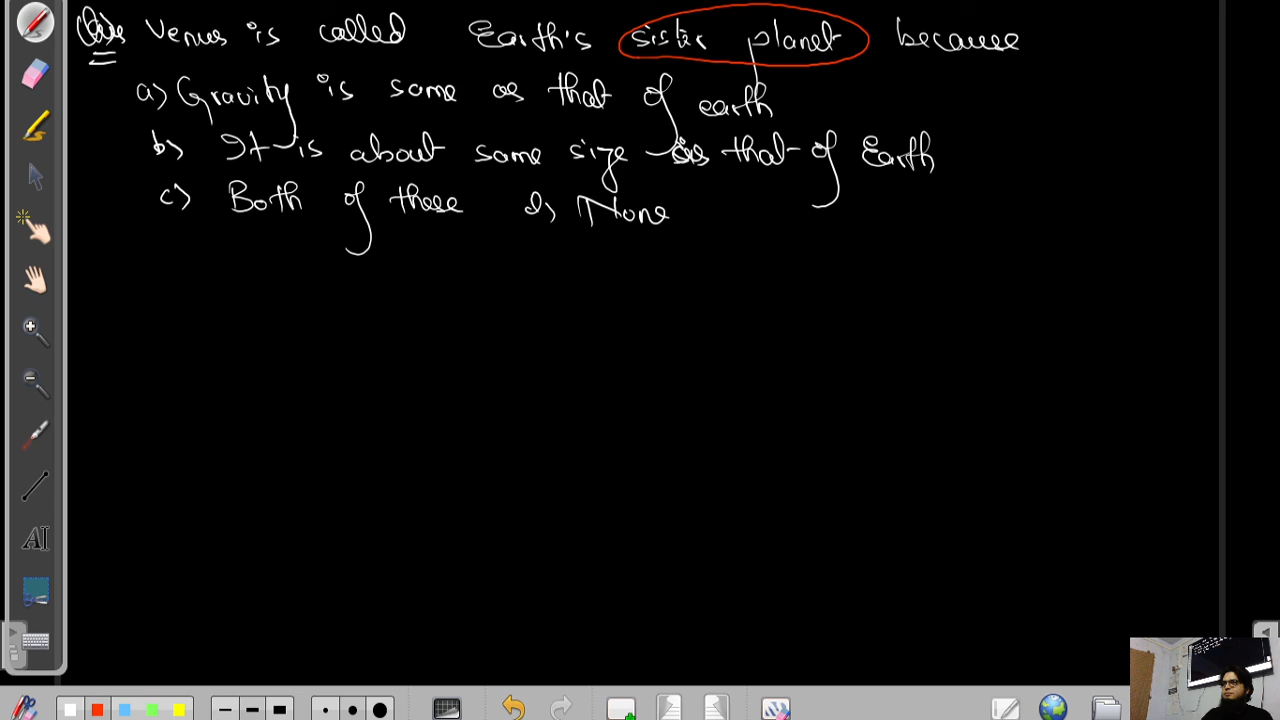 Venus is called Earth's sister planet because
a) Gravity is same as that of earth
b) It is about same size as that of Earth
c) Both of these d) None
AI